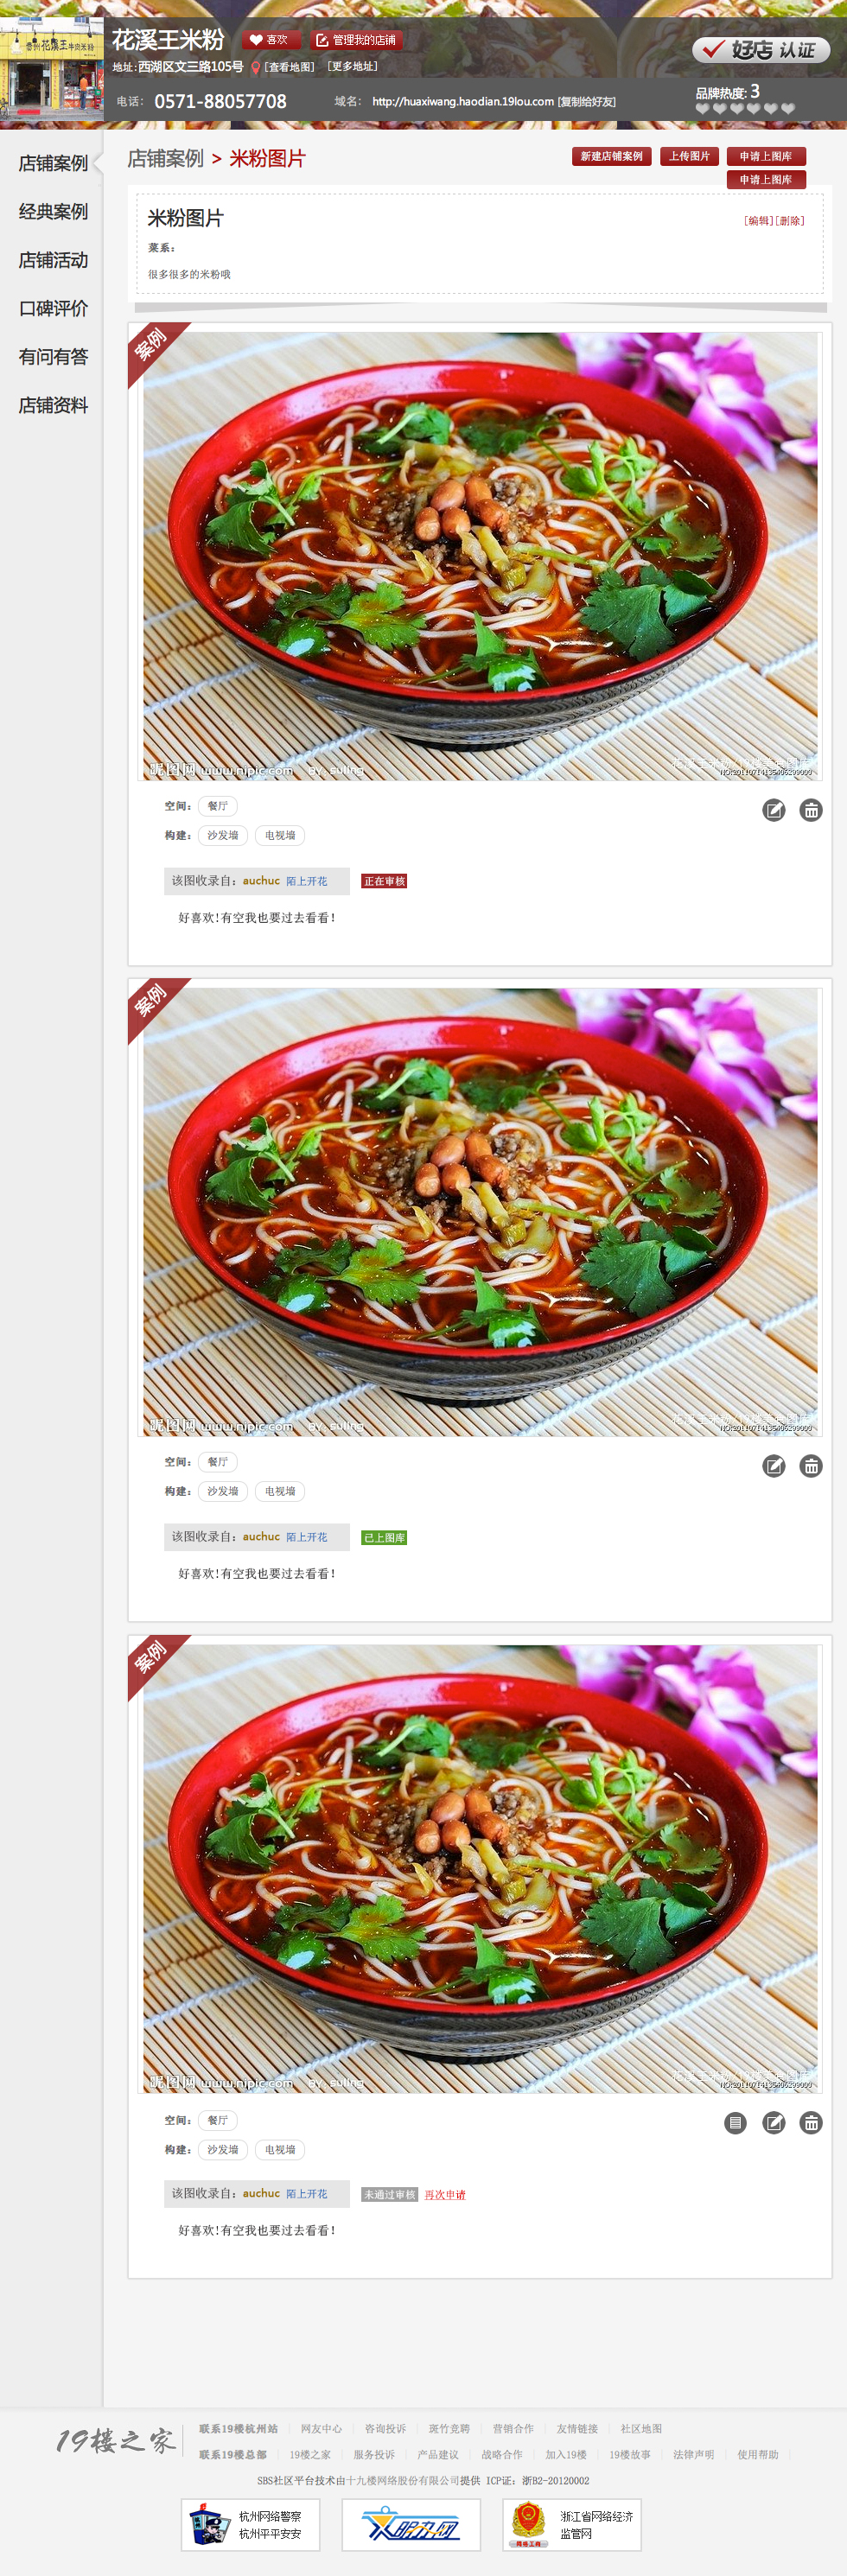 花溪王米粉 喜欢 管理我的店铺
好店 认证
地址:西湖区文三路105号 [查看地图] [更多地址]
电话: 0571-88057708 域名: http://huaxiwang.haodian.19lou.com [复制给好友]
品牌热度: 3
店铺案例
经典案例
店铺活动
口碑评价
有问有答
店铺资料
店铺案例 > 米粉图片
新建店铺案例 上传图片 申请上图库
申请上图库
米粉图片 [编辑][删除]
菜系:
很多很多的米粉哦
案例
昵图网 www.nipic.com BY: suling
NO:20110714135406299000
空间: 餐厅
构建: 沙发墙 电视墙
该图收录自: auchuc 陌上开花 正在审核
好喜欢!有空我也要过去看看!
案例
昵图网 www.nipic.com BY: suling
NO:20110714135406299000
空间: 餐厅
构建: 沙发墙 电视墙
该图收录自: auchuc 陌上开花 已上图库
好喜欢!有空我也要过去看看!
案例
昵图网 www.nipic.com BY: suling
NO:20110714135406299000
空间: 餐厅
构建: 沙发墙 电视墙
该图收录自: auchuc 陌上开花 未通过审核 再次申请
好喜欢!有空我也要过去看看!
19楼之家
联系19楼杭州站 网友中心 咨询投诉 斑竹竞聘 营销合作 友情链接 社区地图
联系19楼总部 19楼之家 服务投诉 产品建议 战略合作 加入19楼 19楼故事 法律声明 使用帮助
SBS社区平台技术由十九楼网络股份有限公司提供 ICP证: 浙B2-20120002
杭州网络警察
杭州平平安安
服务网
网络工商
浙江省网络经济
监管网